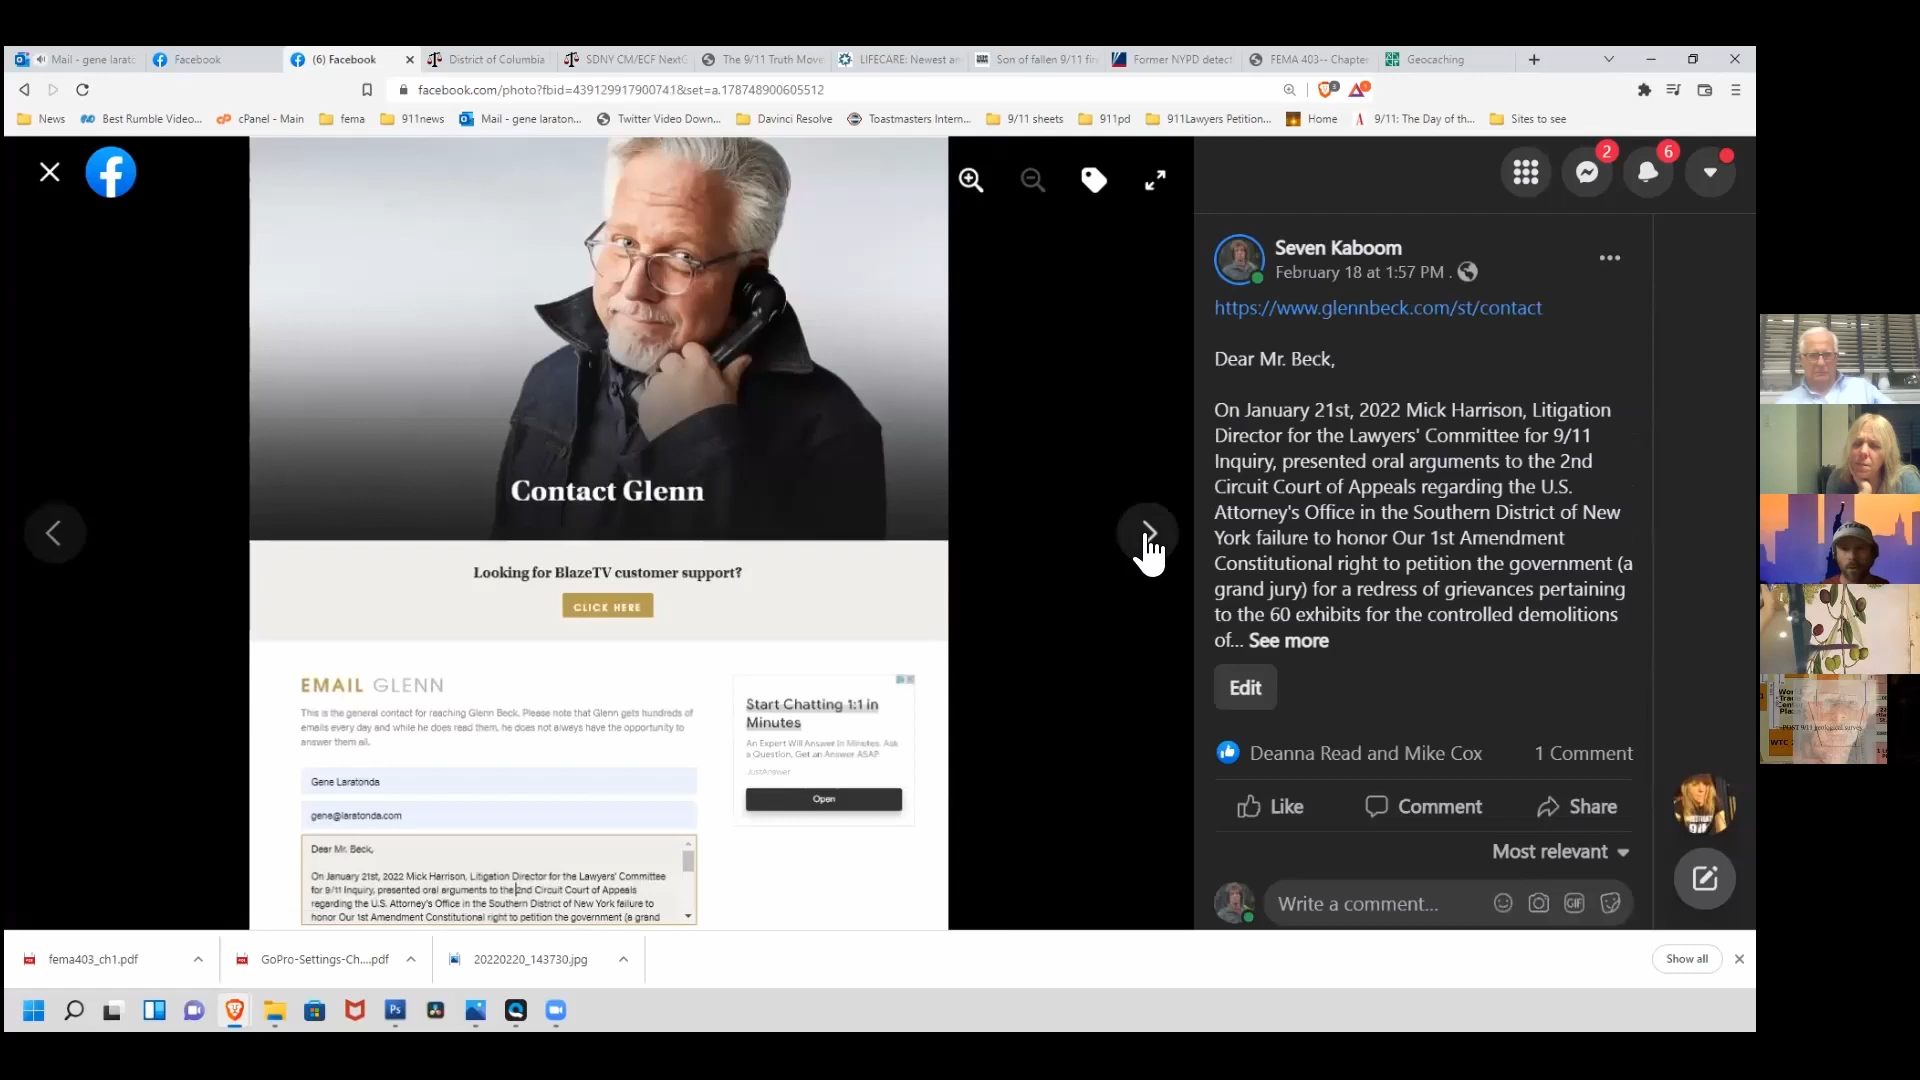 Mail - gene larato
Facebook
(6) Facebook
District of Columbia
SDNY CM/ECF NextG
The 9/11 Truth Move
LIFECARE: Newest an
Son of fallen 9/11 fir
Former NYPD detect
FEMA 403-- Chapter
Geocaching
facebook.com/photo?fbid=439129917900741&set=a.178748900605512
News
Best Rumble Video...
cPanel - Main
fema
911news
Mail - gene laraton...
Twitter Video Down...
Davinci Resolve
Toastmasters Intern...
9/11 sheets
911pd
911Lawyers Petition...
Home
9/11: The Day of th...
Sites to see
2
6
Contact Glenn
Looking for BlazeTV customer support?
CLICK HERE
EMAIL GLENN
This is the general contact for reaching Glenn Beck. Please note that Glenn gets hundreds of
emails every day and while he does read them, he does not always have the opportunity to
answer them all.
Gene Laratonda
gene@laratonda.com
Dear Mr. Beck,
On January 21st, 2022 Mick Harrison, Litigation Director for the Lawyers' Committee
for 9/11 Inquiry, presented oral arguments to the 2nd Circuit Court of Appeals
regarding the U.S. Attorney's Office in the Southern District of New York failure to
honor Our 1st Amendment Constitutional right to petition the government (a grand
Start Chatting 1:1 in
Minutes
An Expert Will Answer in Minutes. Ask
a Question, Get an Answer ASAP
JustAnswer
Open
Seven Kaboom
February 18 at 1:57 PM .
https://www.glennbeck.com/st/contact
Dear Mr. Beck,
On January 21st, 2022 Mick Harrison, Litigation
Director for the Lawyers' Committee for 9/11
Inquiry, presented oral arguments to the 2nd
Circuit Court of Appeals regarding the U.S.
Attorney's Office in the Southern District of New
York failure to honor Our 1st Amendment
Constitutional right to petition the government (a
grand jury) for a redress of grievances pertaining
to the 60 exhibits for the controlled demolitions
of... See more
Edit
Deanna Read and Mike Cox
1 Comment
Like
Comment
Share
Most relevant
Write a comment...
GIF
fema403_ch1.pdf
GoPro-Settings-Ch....pdf
20220220_143730.jpg
Show all
Ps
WTC